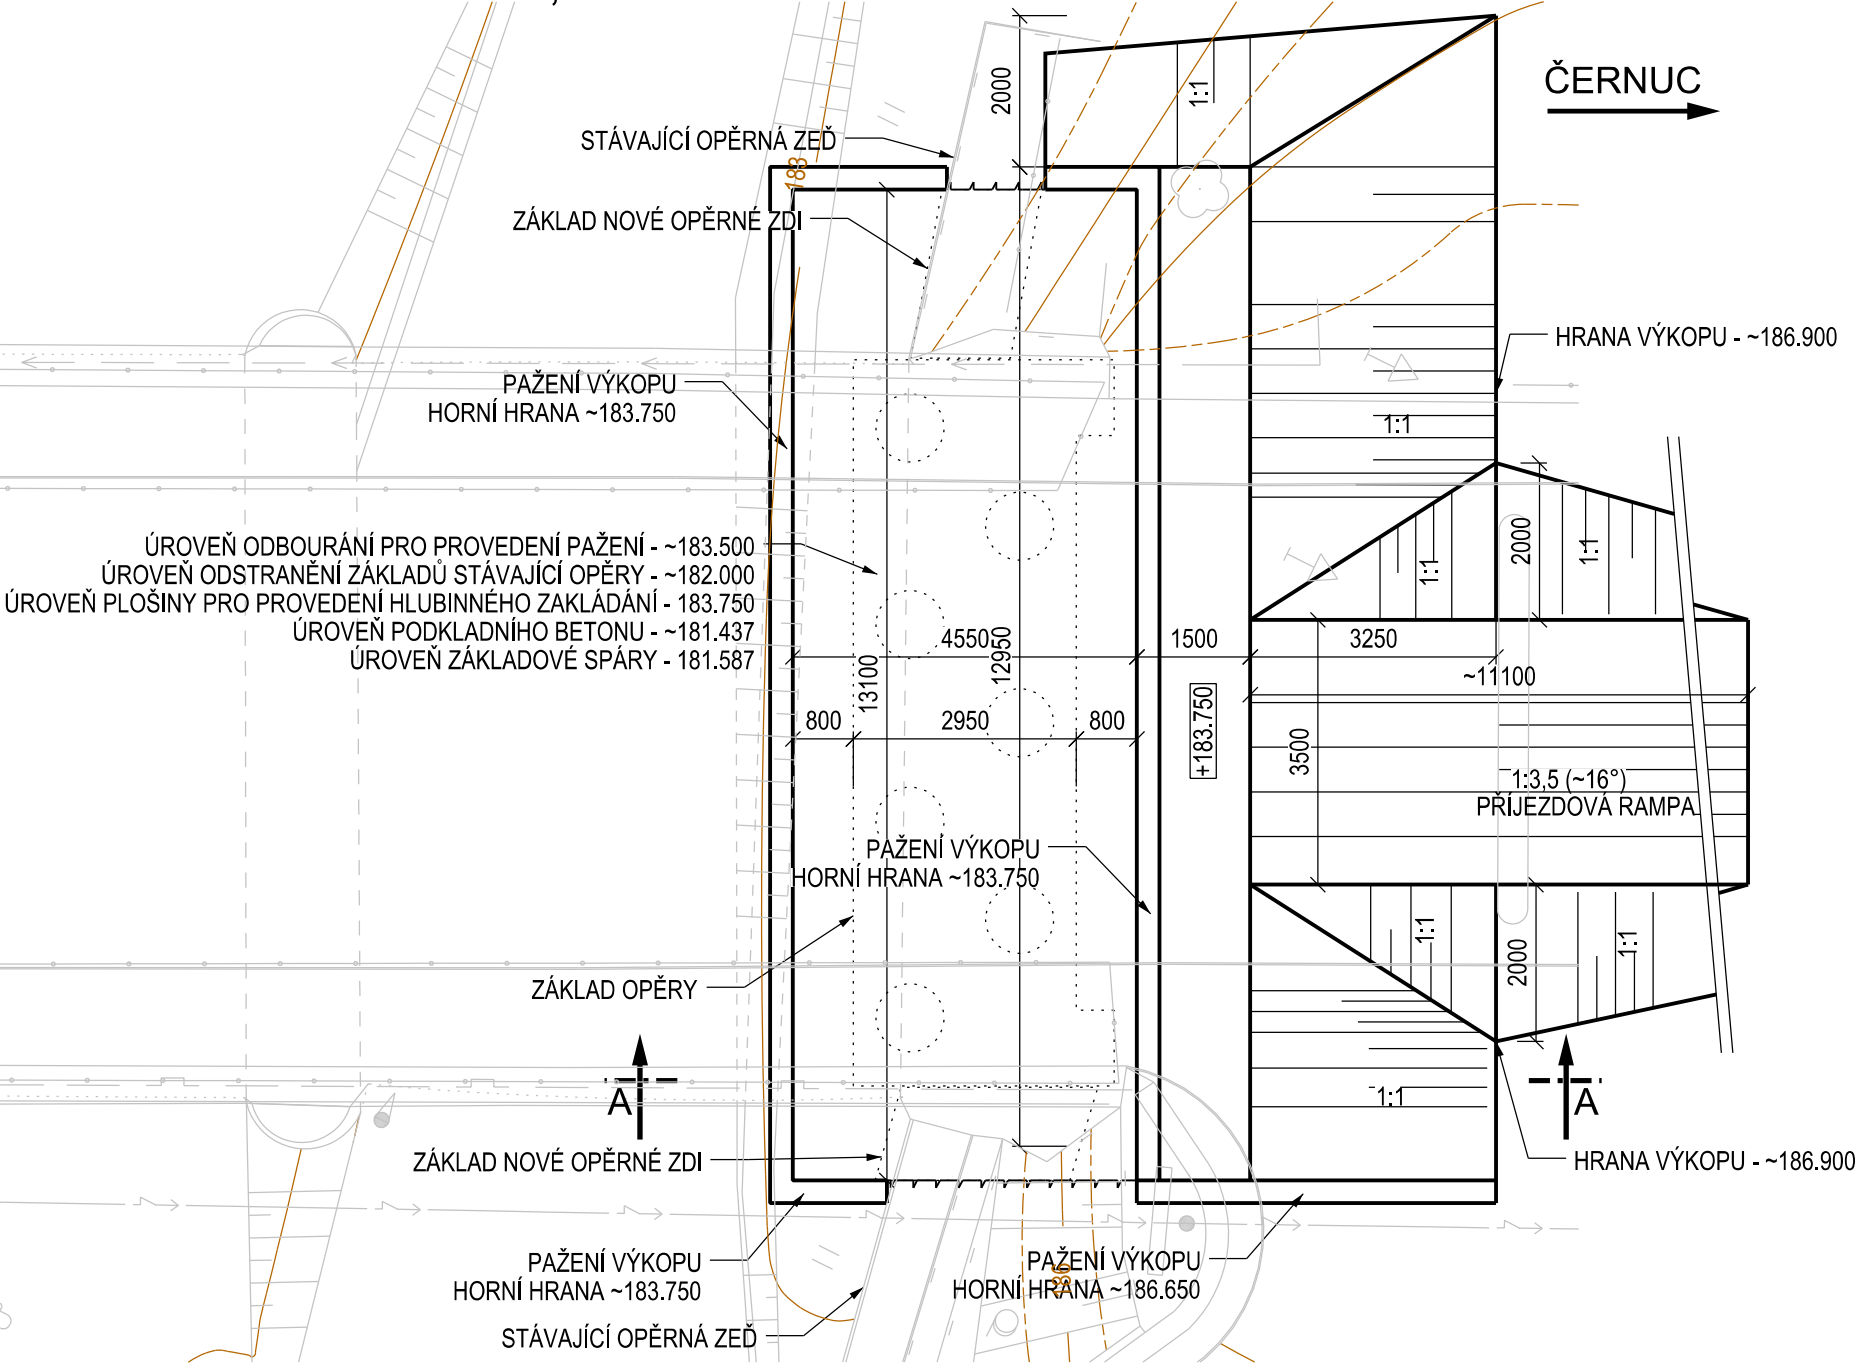 ČERNUC
2000
1:1
STÁVAJÍCÍ OPĚRNÁ ZEĎ
183
ZÁKLAD NOVÉ OPĚRNÉ ZDI
HRANA VÝKOPU - ~186.900
PAŽENÍ VÝKOPU
HORNÍ HRANA ~183.750
1:1
ÚROVEŇ ODBOURÁNÍ PRO PROVEDENÍ PAŽENÍ - ~183.500
ÚROVEŇ ODSTRANĚNÍ ZÁKLADŮ STÁVAJÍCÍ OPĚRY - ~182.000
ÚROVEŇ PLOŠINY PRO PROVEDENÍ HLUBINNÉHO ZAKLÁDÁNÍ - 183.750
ÚROVEŇ PODKLADNÍHO BETONU - ~181.437
ÚROVEŇ ZÁKLADOVÉ SPÁRY - 181.587
1:1
2000
1:1
4550
12950
1500
3250
13100
~11100
800
2950
800
+183.750
3500
1:3,5 (~16°)
PŘÍJEZDOVÁ RAMPA
PAŽENÍ VÝKOPU
HORNÍ HRANA ~183.750
1:1
2000
1:1
ZÁKLAD OPĚRY
A
1:1
A
ZÁKLAD NOVÉ OPĚRNÉ ZDI
HRANA VÝKOPU - ~186.900
PAŽENÍ VÝKOPU
HORNÍ HRANA ~183.750
PAŽENÍ VÝKOPU
HORNÍ HRANA ~186.650
186
STÁVAJÍCÍ OPĚRNÁ ZEĎ